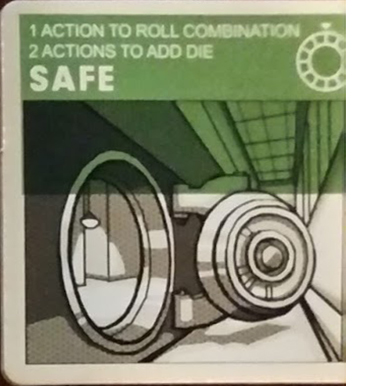 1 ACTION TO ROLL COMBINATION
2 ACTIONS TO ADD DIE
SAFE